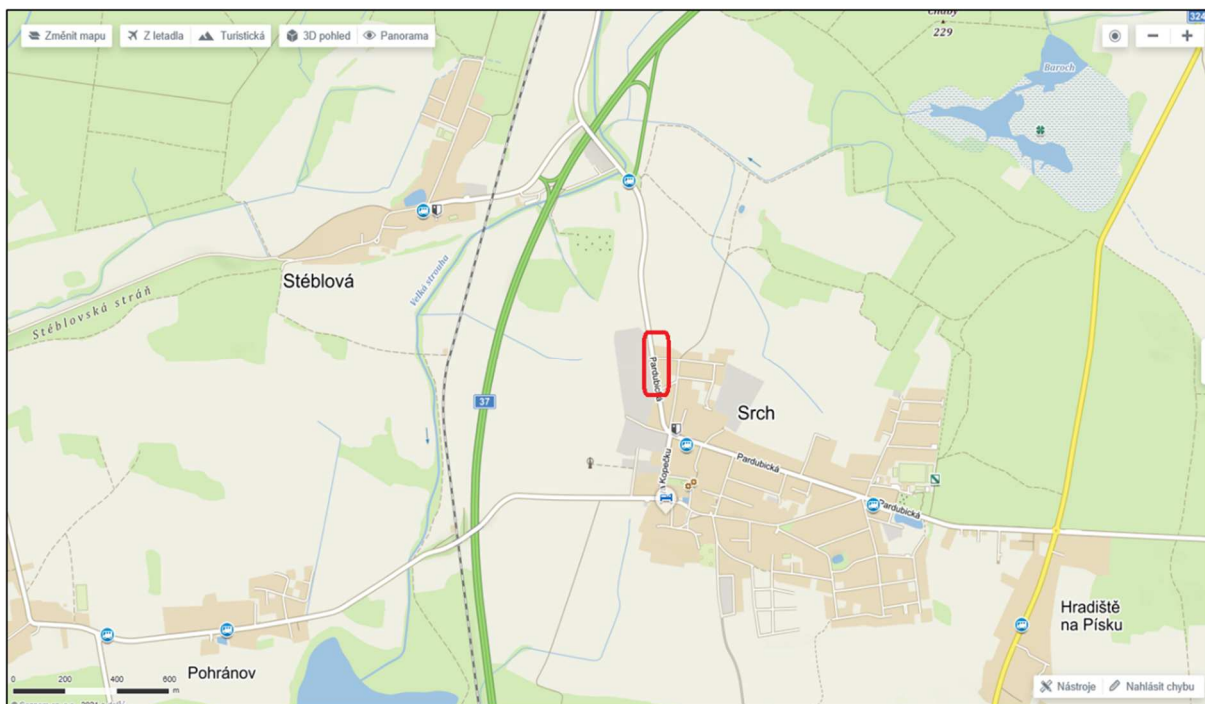 Změnit mapu
Z letadla
Turistická
3D pohled
Panorama
229
324
Baroch
Stéblová
Stéblovská stráň
Velká strouha
37
Pardubická
Srch
Pardubická
Kopečku
Pardubická
Hradiště
na Písku
Pohránov
0 200 400 600
m
Nástroje
Nahlásit chybu